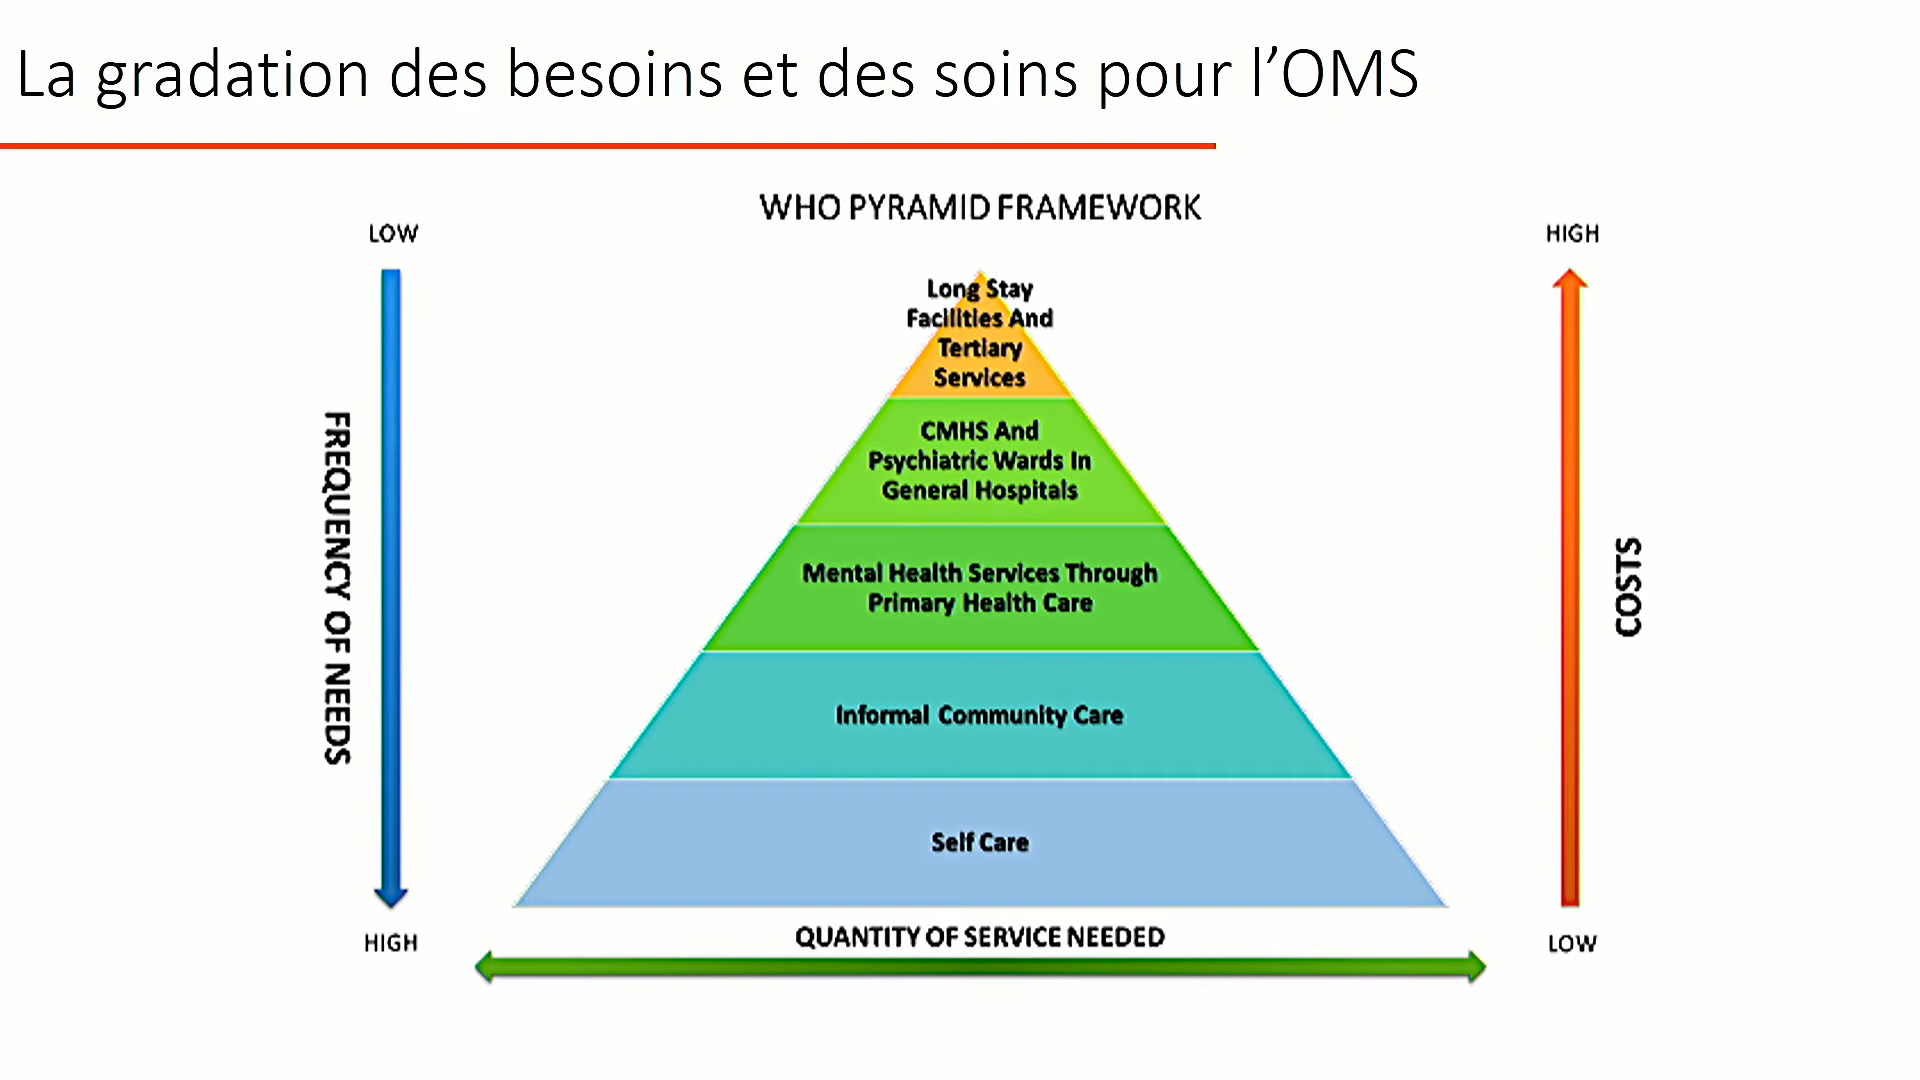 La gradation des besoins et des soins pour l’OMS
WHO PYRAMID FRAMEWORK
LOW
HIGH
Long Stay
Facilities And
Tertiary
Services
CMHS And
Psychiatric Wards In
General Hospitals
FREQUENCY OF NEEDS
Mental Health Services Through
Primary Health Care
COSTS
Informal Community Care
Self Care
HIGH
QUANTITY OF SERVICE NEEDED
LOW